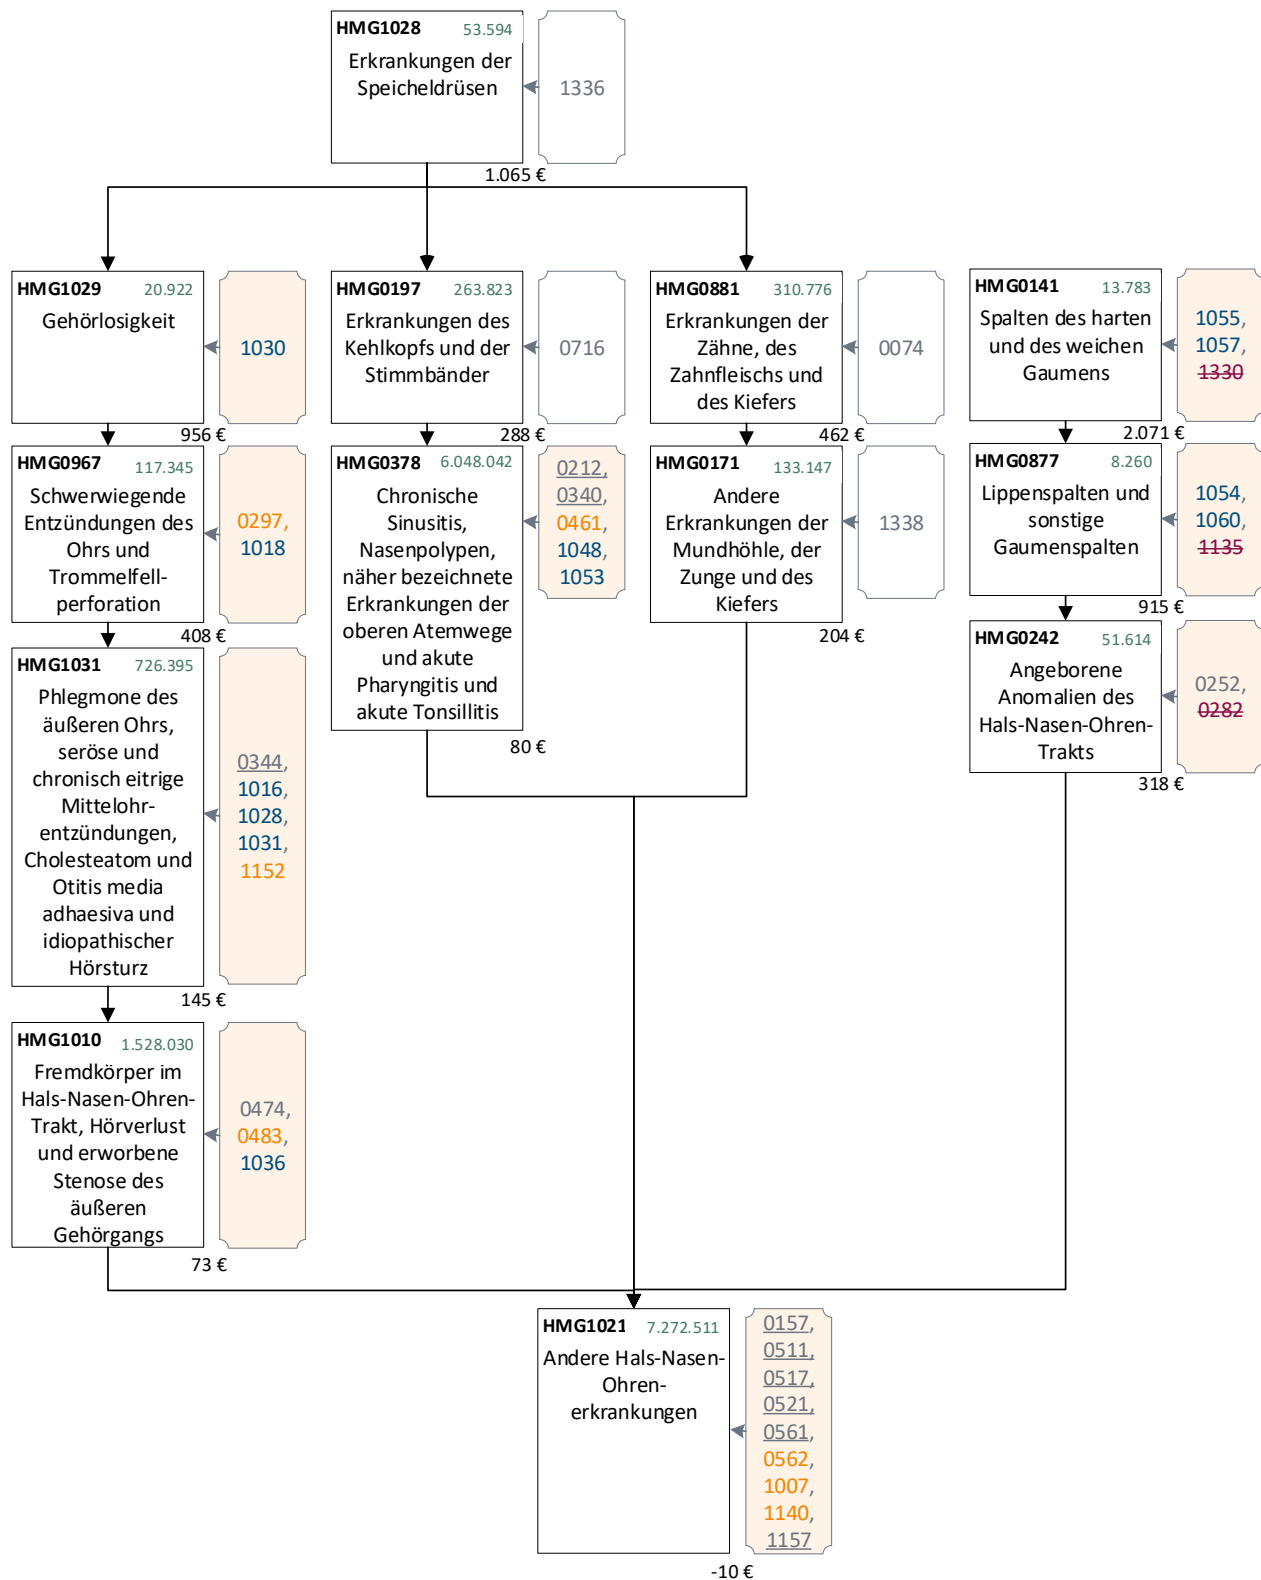 HMG1028 53.594
Erkrankungen der
Speicheldrüsen
1336
1.065 €
HMG1029 20.922
Gehörlosigkeit
1030
956 €
HMG0197 263.823
Erkrankungen des
Kehlkopfs und der
Stimmbänder
0716
288 €
HMG0881 310.776
Erkrankungen der
Zähne, des
Zahnfleischs und
des Kiefers
0074
462 €
HMG0141 13.783
Spalten des harten
und des weichen
Gaumens
1055,
1057,
1330
2.071 €
HMG0967 117.345
Schwerwiegende
Entzündungen des
Ohrs und
Trommelfell-
perforation
0297,
1018
408 €
HMG0378 6.048.042
Chronische
Sinusitis,
Nasenpolypen,
näher bezeichnete
Erkrankungen der
oberen Atemwege
und akute
Pharyngitis und
akute Tonsillitis
0212,
0340,
0461,
1048,
1053
80 €
HMG0171 133.147
Andere
Erkrankungen der
Mundhöhle, der
Zunge und des
Kiefers
1338
204 €
HMG0877 8.260
Lippenspalten und
sonstige
Gaumenspalten
1054,
1060,
1135
915 €
HMG1031 726.395
Phlegmone des
äußeren Ohrs,
seröse und
chronisch eitrige
Mittelohr-
entzündungen,
Cholesteatom und
Otitis media
adhaesiva und
idiopathischer
Hörsturz
0344,
1016,
1028,
1031,
1152
145 €
HMG0242 51.614
Angeborene
Anomalien des
Hals-Nasen-Ohren-
Trakts
0252,
0282
318 €
HMG1010 1.528.030
Fremdkörper im
Hals-Nasen-Ohren-
Trakt, Hörverlust
und erworbene
Stenose des
äußeren
Gehörgangs
0474,
0483,
1036
73 €
HMG1021 7.272.511
Andere Hals-Nasen-
Ohren-
erkrankungen
0157,
0511,
0517,
0521,
0561,
0562,
1007,
1140,
1157
-10 €